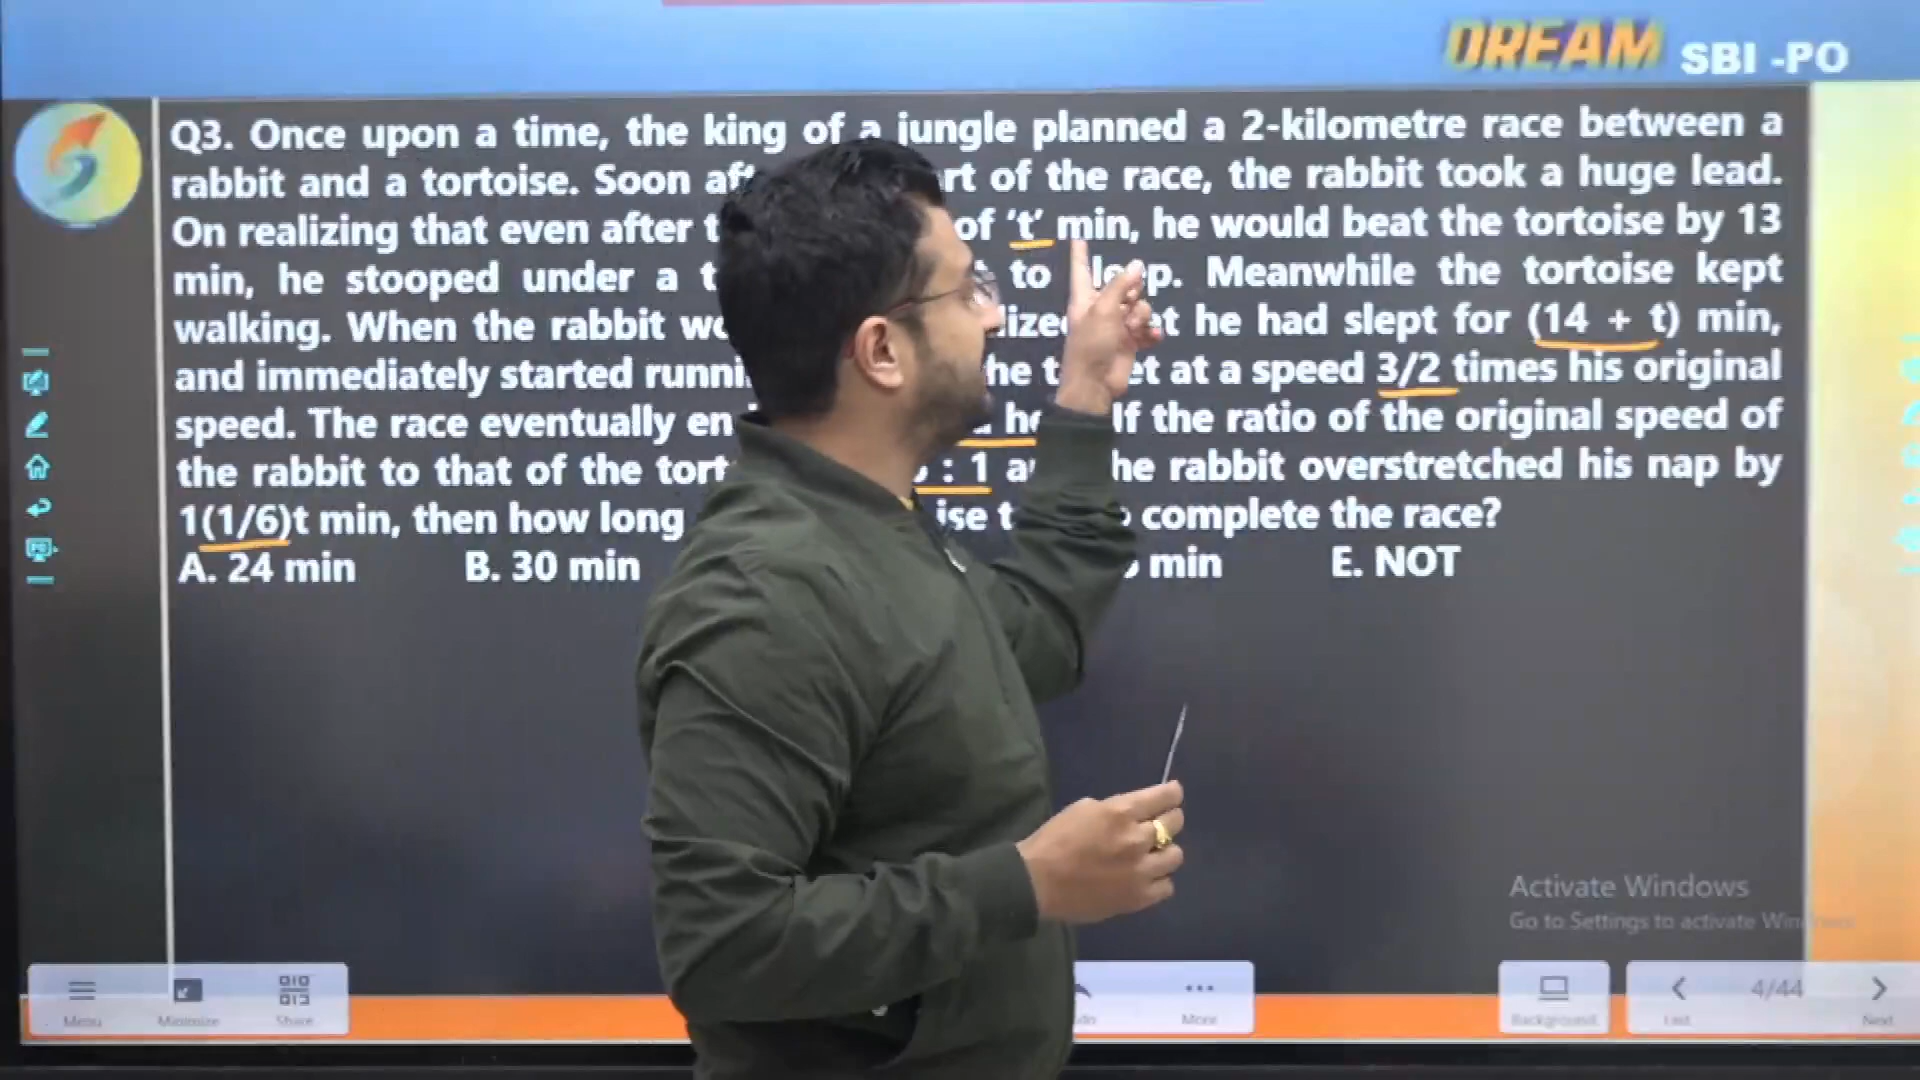 DREAM SBI -PO
Q3. Once upon a time, the king of a jungle planned a 2-kilometre race between a
rabbit and a tortoise. Soon of the race, the rabbit took a huge lead.
On realizing that even after of ‘t’ min, he would beat the tortoise by 13
min, he stooped under a to sleep. Meanwhile the tortoise kept
walking. When the rabbit he had slept for (14 + t) min,
and immediately started at a speed 3/2 times his original
speed. The race eventually If the ratio of the original speed of
the rabbit to that of the : 1 the rabbit overstretched his nap by
1(1/6)t min, then how long complete the race?
A. 24 min B. 30 min min E. NOT
Activate Windows
Go to Settings to activate Windows
Menu Minimize Share More Background Last 4/44 Next